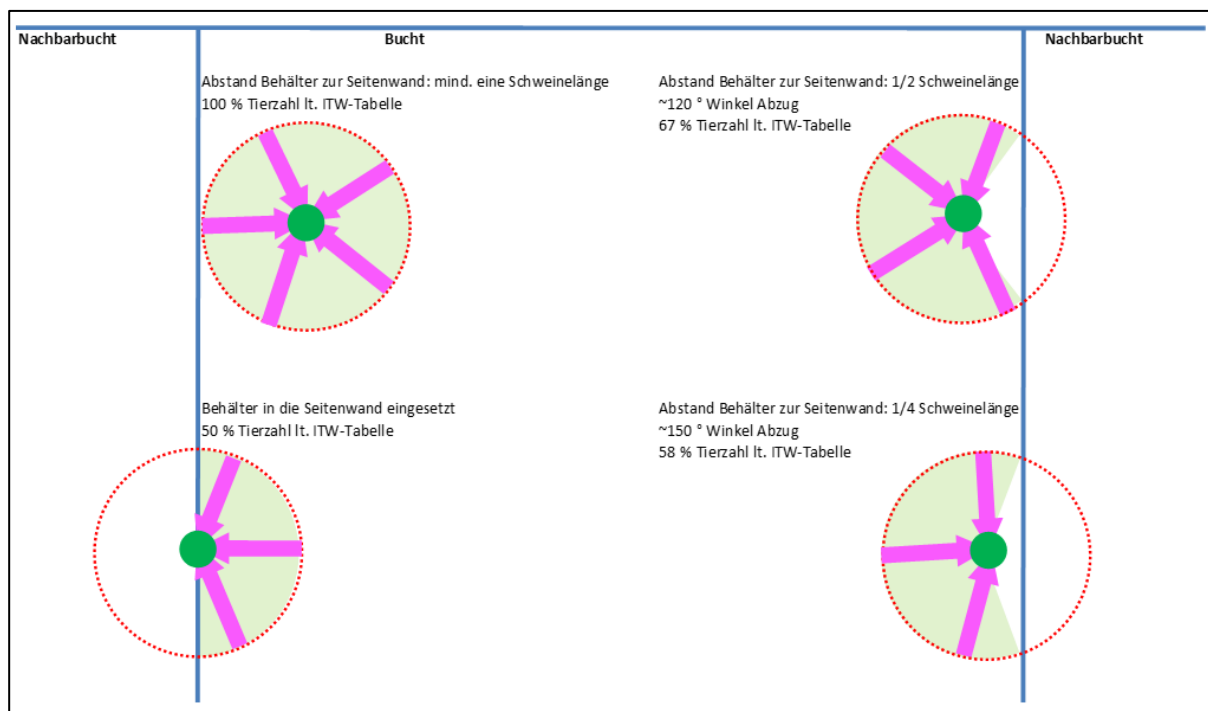 Nachbarbucht
Bucht
Nachbarbucht
Abstand Behälter zur Seitenwand: mind. eine Schweinelänge
100 % Tierzahl lt. ITW-Tabelle
Abstand Behälter zur Seitenwand: 1/2 Schweinelänge
~120 ° Winkel Abzug
67 % Tierzahl lt. ITW-Tabelle
Behälter in die Seitenwand eingesetzt
50 % Tierzahl lt. ITW-Tabelle
Abstand Behälter zur Seitenwand: 1/4 Schweinelänge
~150 ° Winkel Abzug
58 % Tierzahl lt. ITW-Tabelle